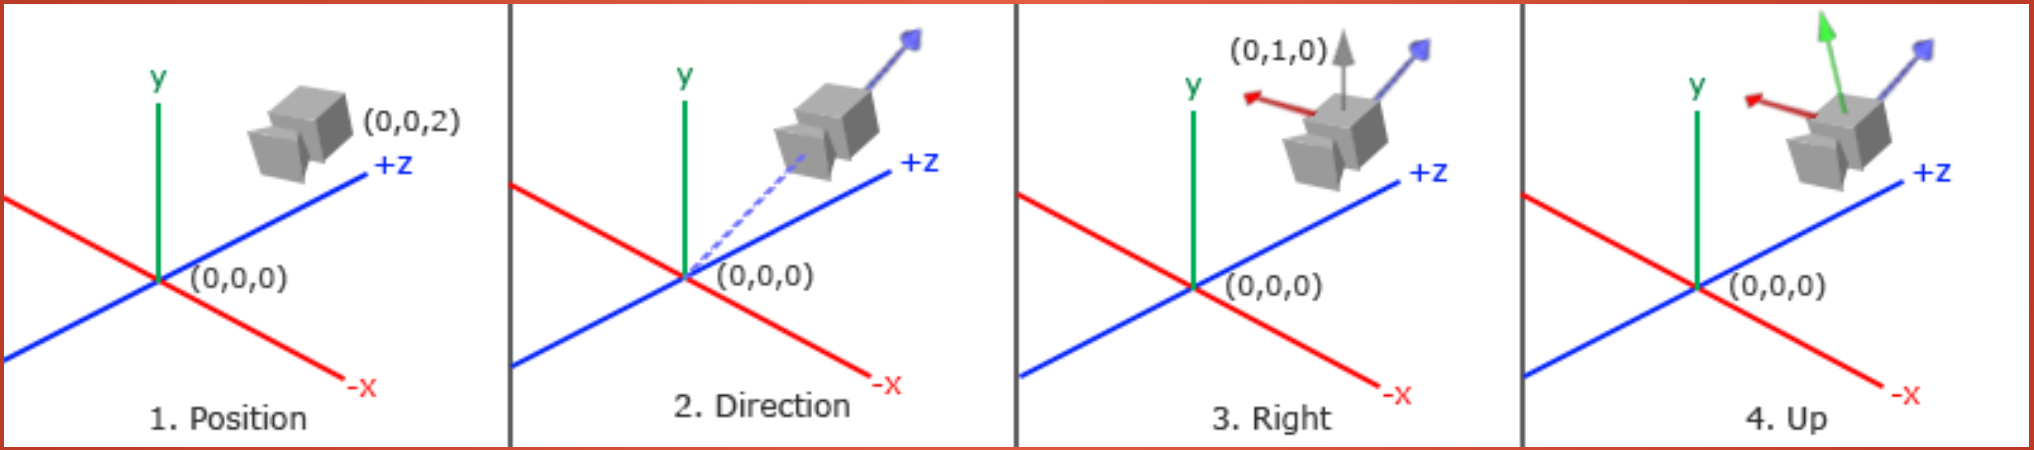 y
(0,0,2)
+z
(0,0,0)
-x
1. Position
y
+z
(0,0,0)
-x
2. Direction
(0,1,0)
y
+z
(0,0,0)
-x
3. Right
y
+z
(0,0,0)
-x
4. Up